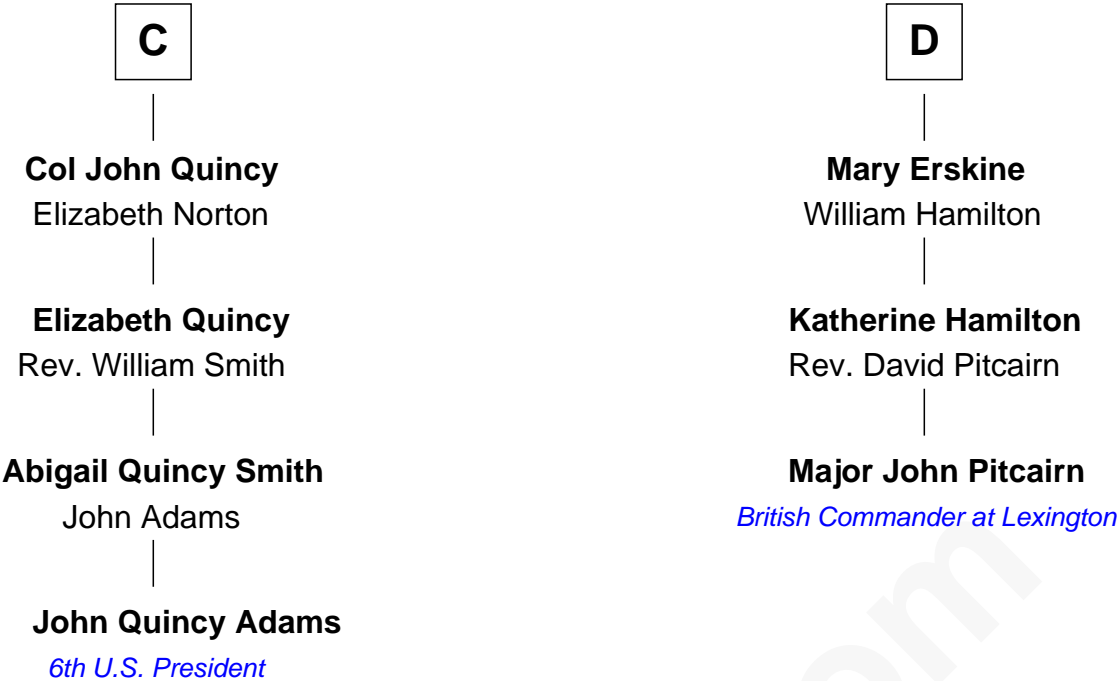 C
Col John Quincy
Elizabeth Norton
Elizabeth Quincy
Rev. William Smith
Abigail Quincy Smith
John Adams
John Quincy Adams
6th U.S. President
D
Mary Erskine
William Hamilton
Katherine Hamilton
Rev. David Pitcairn
Major John Pitcairn
British Commander at Lexington
om